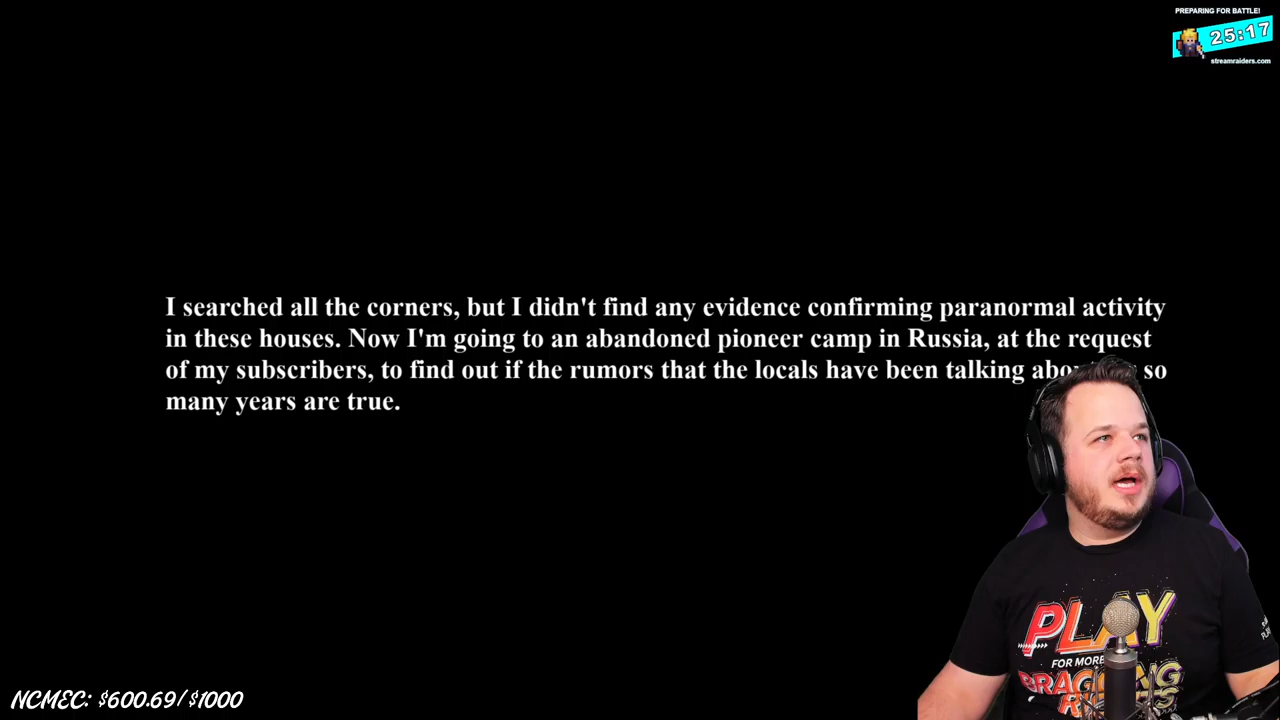 PREPARING FOR BATTLE!
25:17
streamraiders.com
I searched all the corners, but I didn't find any evidence confirming paranormal activity
in these houses. Now I'm going to an abandoned pioneer camp in Russia, at the request
of my subscribers, to find out if the rumors that the locals have been talking so
many years are true.
PLAY
FOR MORE
BRAGGING
NCMEC: $600.69/$1000